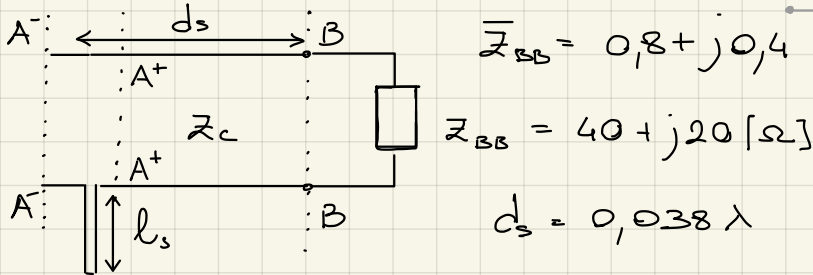 A⁻ ds B
A⁺
Zc
A⁺
A⁻ ls B
Z̅BB = 0,8 + j0,4
ZBB = 40 + j20 [Ω]
ds = 0,038 λ